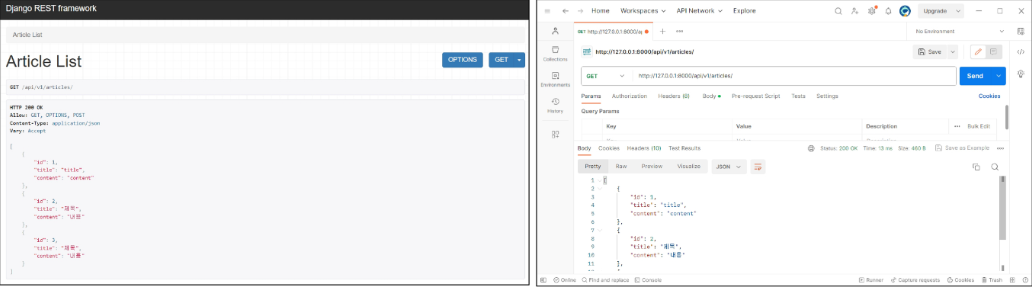 Django REST framework
Article List
Article List
OPTIONS
GET
GET /api/v1/articles/
HTTP 200 OK
Allow: GET, OPTIONS, POST
Content-Type: application/json
Vary: Accept
[
{
"id": 1,
"title": "title",
"content": "content"
},
{
"id": 2,
"title": "제목",
"content": "내용"
},
{
"id": 3,
"title": "제목",
"content": "내용"
}
]
Home Workspaces API Network Explore
Upgrade
GET http://127.0.0.1:8000/a
No Environment
http://127.0.0.1:8000/api/v1/articles/
Save
GET http://127.0.0.1:8000/api/v1/articles/
Send
Params Authorization Headers (8) Body Pre-request Script Tests Settings
Cookies
Query Params
Key Value Description Bulk Edit
Collections
Environments
History
Body Cookies Headers (10) Test Results
Status: 200 OK Time: 13 ms Size: 460 B Save as Example
Pretty Raw Preview Visualize JSON
1 [
2 {
3 "id": 1,
4 "title": "title",
5 "content": "content"
6 },
7 {
8 "id": 2,
9 "title": "제목",
10 "content": "내용"
11 },
Online Find and replace Console
Runner Capture requests Cookies Trash